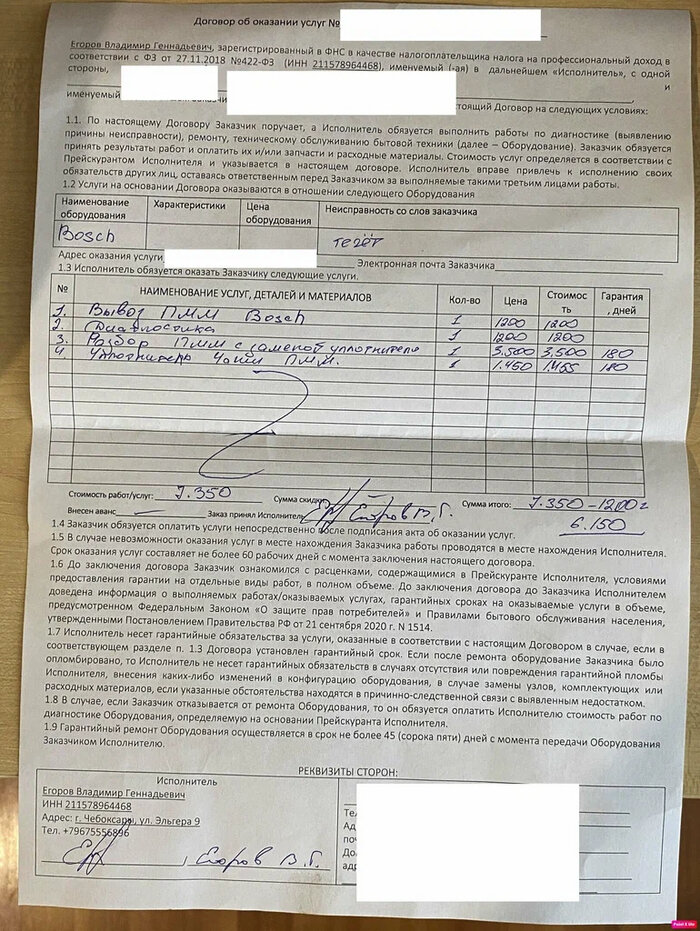 Договор об оказании услуг №
Егоров Владимир Геннадьевич, зарегистрированный в ФНС в качестве налогоплательщика налога на профессиональный доход в
соответствии с ФЗ от 27.11.2018 №422-ФЗ (ИНН 211578964468), именуемый (-ая) в дальнейшем «Исполнитель», с одной
стороны, и
именуемый стоящий Договор на следующих условиях:
1.1. По настоящему Договору Заказчик поручает, а Исполнитель обязуется выполнить работы по диагностике (выявлению
причины неисправности), ремонту, техническому обслуживанию бытовой техники (далее – Оборудование). Заказчик обязуется
принять результаты работ и оплатить их и/или запчасти и расходные материалы. Стоимость услуг определяется в соответствии с
Прейскурантом Исполнителя и указывается в настоящем договоре. Исполнитель вправе привлечь к исполнению своих
обязательств других лиц, оставаясь ответственным перед Заказчиком за выполняемые такими третьим лицами работы.
1.2 Услуги на основании Договора оказываются в отношении следующего Оборудования
Наименование оборудования Характеристики Цена оборудования Неисправность со слов заказчика
Bosch течёт
Адрес оказания услуги Электронная почта Заказчика
1.3 Исполнитель обязуется оказать Заказчику следующие услуги.
№ НАИМЕНОВАНИЕ УСЛУГ, ДЕТАЛЕЙ И МАТЕРИАЛОВ Кол-во Цена Стоимость Гарантия, дней
1. Вывоз ПММ Bosch 1 1200 1200
2. Диагностика 1 1200 1200
3. Разбор ПММ с заменой уплотнителя 1 3.500 3,500 180
4 Уплотнитель чаши ПММ. 1 1.450 180
Стоимость работ/услуг: 7.350 Сумма скидки Сумма итого: 7.350 – 1200
6.150
Внесен аванс Заказ принял Исполнитель Егоров В.Г.
1.4 Заказчик обязуется оплатить услуги непосредственно после подписания акта об оказании услуг.
1.5 В случае невозможности оказания услуг в месте нахождения Заказчика работы проводятся в месте нахождения Исполнителя.
Срок оказания услуг составляет не более 60 рабочих дней с момента заключения настоящего договора.
1.6 До заключения договора Заказчик ознакомился с расценками, содержащимися в Прейскуранте Исполнителя, условиями
предоставления гарантии на отдельные виды работ, в полном объеме. До заключения договора до Заказчика Исполнителем
доведена информация о выполняемых работах/оказываемых услугах, гарантийных сроках на оказываемые услуги в объеме,
предусмотренном Федеральным Законом «О защите прав потребителей» и Правилами бытового обслуживания населения,
утвержденными Постановлением Правительства РФ от 21 сентября 2020 г. N 1514.
1.7 Исполнитель несет гарантийные обязательства за услуги, оказанные в соответствии с настоящим Договором в случае, если в
соответствующем разделе п. 1.3 Договора установлен гарантийный срок. Если после ремонта оборудование Заказчика было
опломбировано, то Исполнитель не несет гарантийных обязательств в случаях отсутствия или повреждения гарантийной пломбы
Исполнителя, внесения каких-либо изменений в конфигурацию оборудования, в случае замены узлов, комплектующих или
расходных материалов, если указанные обстоятельства находятся в причинно-следственной связи с выявленным недостатком.
1.8 В случае, если Заказчик отказывается от ремонта Оборудования, то он обязуется оплатить Исполнителю стоимость работ по
диагностике Оборудования, определяемую на основании Прейскуранта Исполнителя.
1.9 Гарантийный ремонт Оборудования осуществляется в срок не более 45 (сорока пяти) дней с момента передачи Оборудования
Заказчиком Исполнителю.
РЕКВИЗИТЫ СТОРОН:
Исполнитель
Егоров Владимир Геннадьевич
ИНН 211578964468
Адрес: г. Чебоксары, ул. Эльгера 9
Тел. +79675556896
Егоров В.Г.